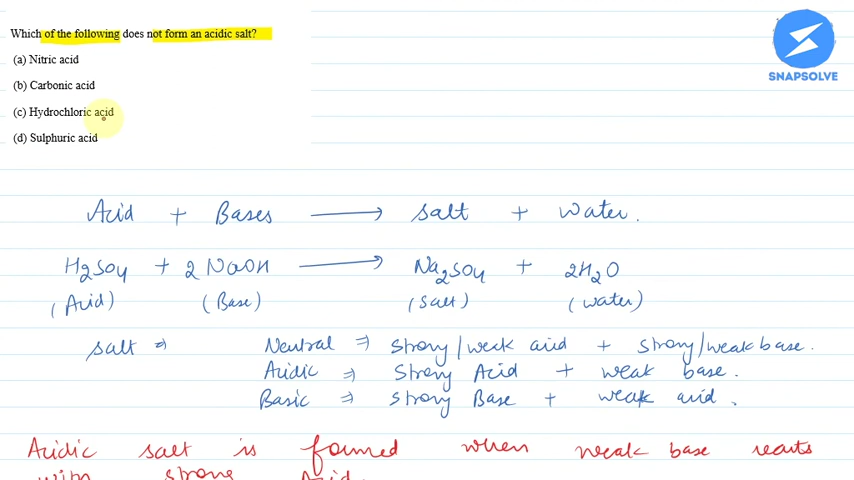 Which of the following does not form an acidic salt?
(a) Nitric acid
(b) Carbonic acid
(c) Hydrochloric acid
(d) Sulphuric acid
SNAPSOLVE
Acid + Bases ⟶ salt + water.
H2SO4 + 2 NaOH ⟶ Na2SO4 + 2H2O
(Acid) (Base) (Salt) (water)
salt ⇒ Neutral ⇒ strong/weak acid + strong/weak base.
Acidic ⇒ strong Acid + weak base.
Basic ⇒ strong Base + weak acid.
Acidic salt is formed when weak base reacts
with strong Acid.